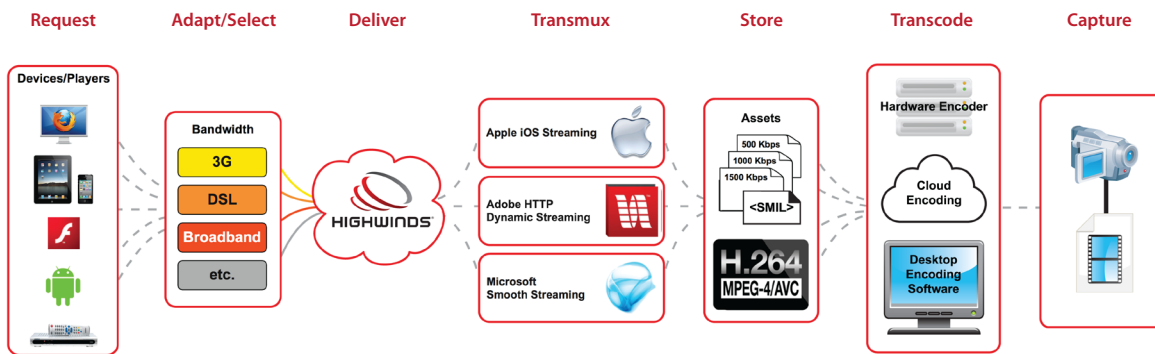 Request
Adapt/Select
Deliver
Transmux
Store
Transcode
Capture
Devices/Players
Bandwidth
3G
DSL
Broadband
etc.
HIGHWINDS
Apple iOS Streaming
Adobe HTTP
Dynamic Streaming
Microsoft
Smooth Streaming
Assets
500 Kbps
1000 Kbps
1500 Kbps
<SMIL>
H.264
MPEG-4/AVC
Hardware Encoder
Cloud
Encoding
Desktop
Encoding
Software